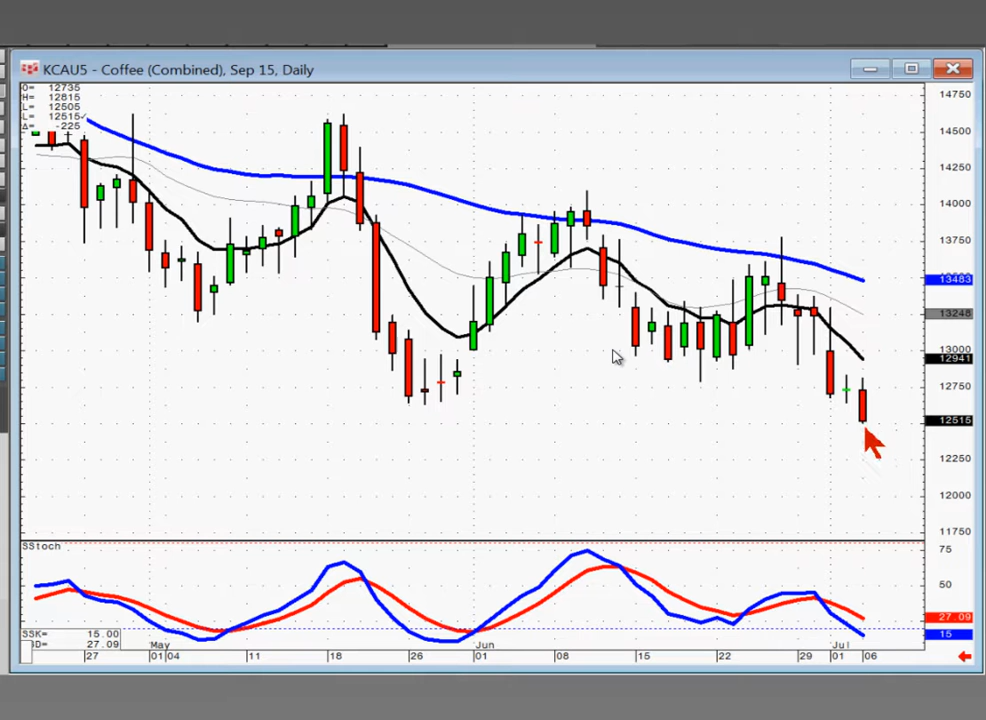 KCAU5 - Coffee (Combined), Sep 15, Daily
O= 12735
H= 12815
L= 12505
L= 12515✓
Δ= -225
14750
14500
14250
14000
13750
13483
13248
13000
12941
12750
12515
12250
12000
11750
SStoch
75
50
27.09
15
SSK= 15.00
27.09
May
Jun
Jul
27
01
04
11
18
26
01
08
15
22
29
01
06